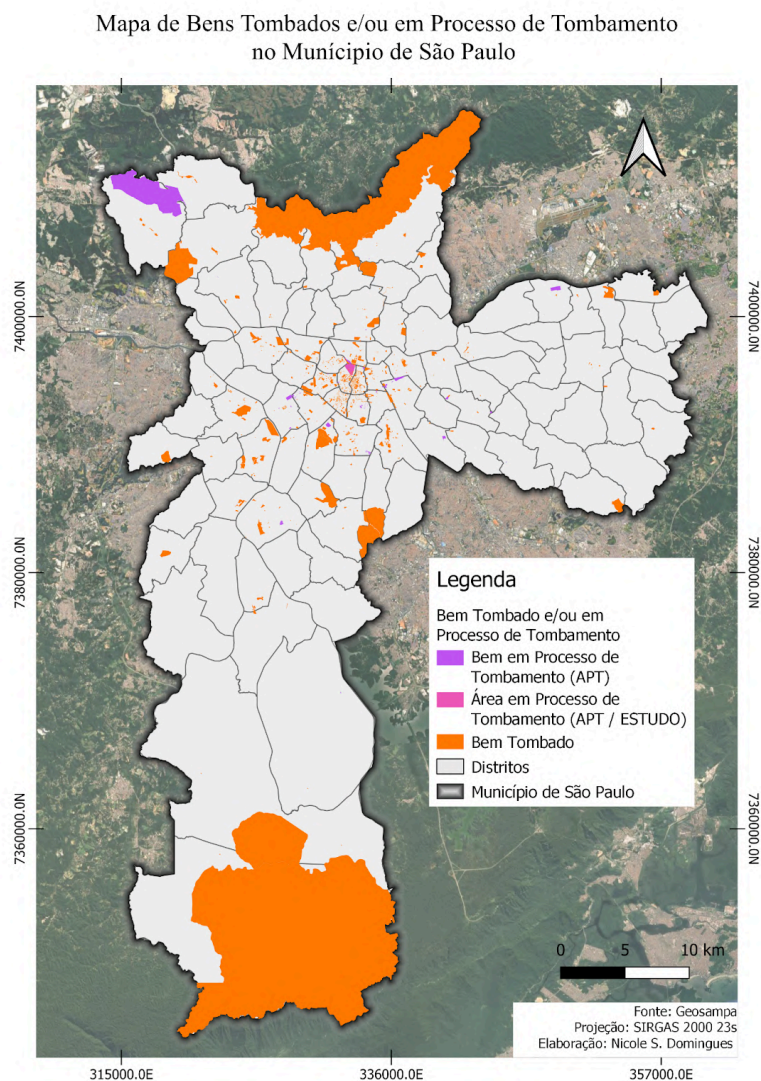 Mapa de Bens Tombados e/ou em Processo de Tombamento
no Munícipio de São Paulo
7400000.0N
7400000.0N
7380000.0N
7380000.0N
Legenda
Bem Tombado e/ou em
Processo de Tombamento
Bem em Processo de
Tombamento (APT)
Área em Processo de
Tombamento (APT / ESTUDO)
Bem Tombado
Distritos
Município de São Paulo
7360000.0N
7360000.0N
0 5 10 km
Fonte: Geosampa
Projeção: SIRGAS 2000 23s
Elaboração: Nicole S. Domingues
315000.0E 336000.0E 357000.0E